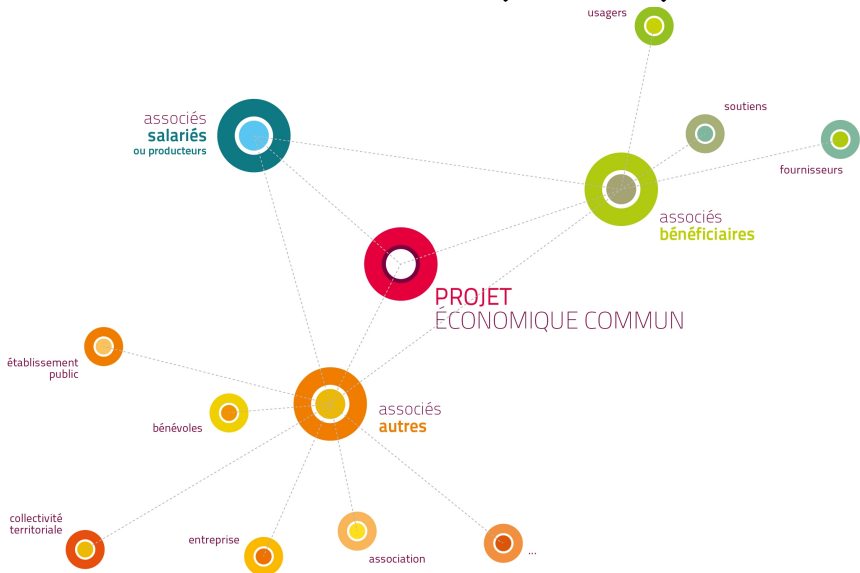 usagers
associés
salariés
ou producteurs
soutiens
fournisseurs
associés
bénéficiaires
PROJET
ÉCONOMIQUE COMMUN
établissement
public
bénévoles
associés
autres
collectivité
territoriale
entreprise
association
...